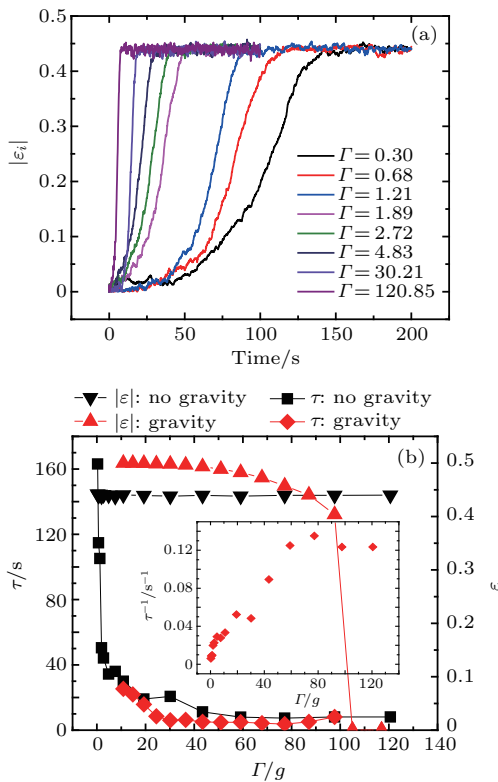 (a)
0.5
0.4
0.3
0.2
0.1
0
|εᵢ|
Γ = 0.30
Γ = 0.68
Γ = 1.21
Γ = 1.89
Γ = 2.72
Γ = 4.83
Γ = 30.21
Γ = 120.85
0 50 100 150 200
Time/s
|ε|: no gravity τ: no gravity
|ε|: gravity τ: gravity
(b)
160
120
80
40
0
τ/s
0.5
0.4
0.3
0.2
0.1
0
ε
0.12
0.08
0.04
0
τ⁻¹/s⁻¹
0 40 80 120
Γ/g
0 20 40 60 80 100 120 140
Γ/g